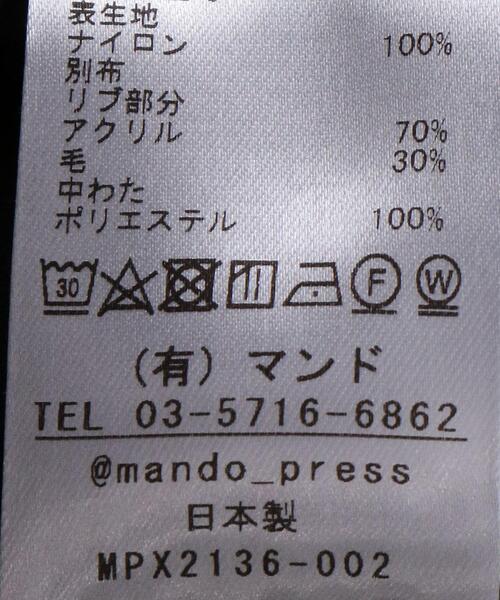 表生地
ナイロン 100%
別布
リブ部分
アクリル 70%
毛 30%
中わた
ポリエステル 100%
30 F W
(有) マンド
TEL 03-5716-6862
@mando_press
日本製
MPX2136-002